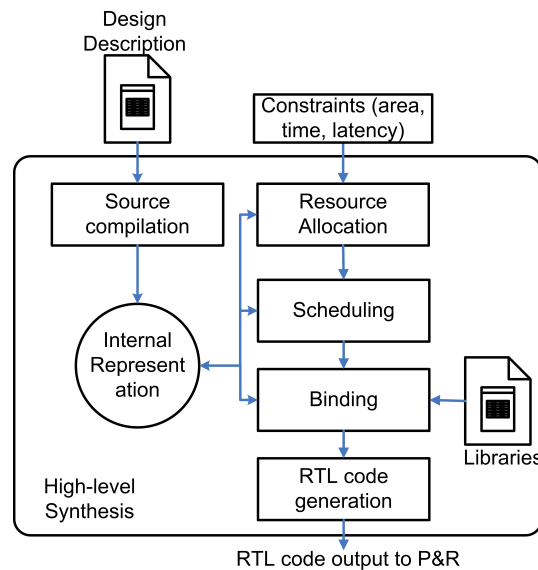 Design
Description
Constraints (area,
time, latency)
Source
compilation
Resource
Allocation
Scheduling
Internal
Represent
ation
Binding
Libraries
RTL code
generation
High-level
Synthesis
RTL code output to P&R